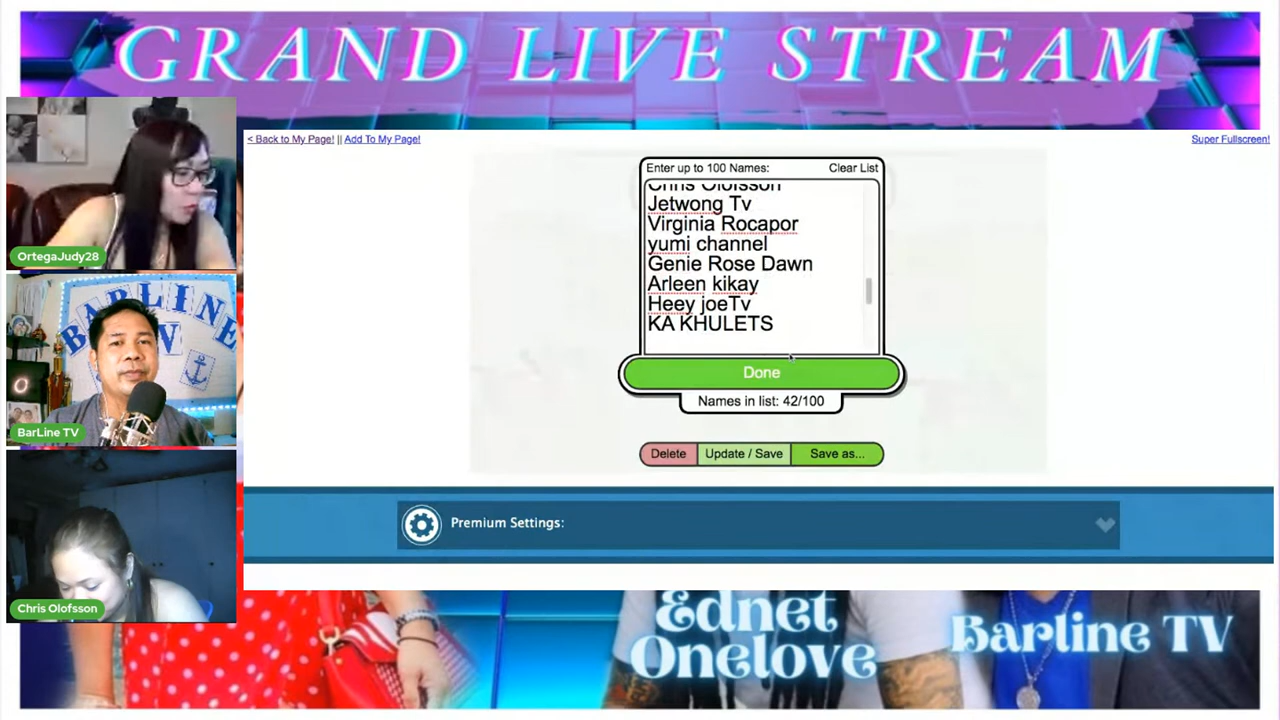 GRAND LIVE STREAM
< Back to My Page! || Add To My Page!
Super Fullscreen!
Enter up to 100 Names:
Clear List
Chris Olofsson
Jetwong Tv
Virginia Rocapor
yumi channel
Genie Rose Dawn
Arleen kikay
Heey joeTv
KA KHULETS
Done
Names in list: 42/100
Delete
Update / Save
Save as...
Premium Settings:
OrtegaJudy28
BARLINE
BarLine TV
Chris Olofsson
Ednet
Onelove
Barline TV